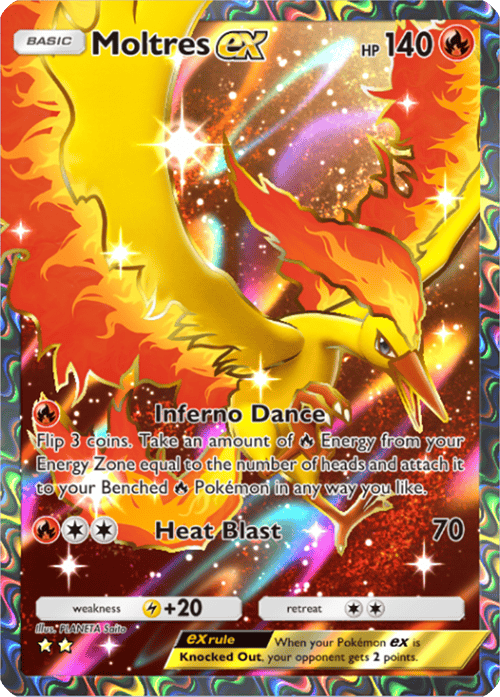 BASIC Moltres ex HP 140
Inferno Dance
Flip 3 coins. Take an amount of Energy from your
Energy Zone equal to the number of heads and attach it
to your Benched Pokémon in any way you like.
Heat Blast 70
weakness +20 retreat
Illus. PLANETA Saito
ex rule When your Pokémon ex is
Knocked Out, your opponent gets 2 points.